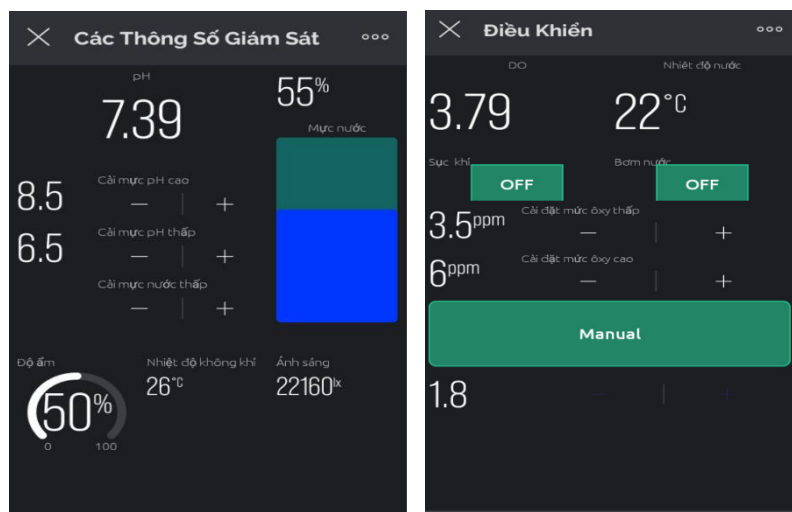 Các Thông Số Giám Sát
pH
7.39
55%
Mực nước
8.5
Cài mực pH cao
6.5
Cài mực pH thấp
Cài mực nước thấp
Độ ẩm
50%
0
100
Nhiệt độ không khí
26°C
Ánh sáng
22160lx
Điều Khiển
DO
3.79
Nhiệt độ nước
22°C
Sục khí
OFF
Bơm nước
OFF
3.5ppm
Cài đặt mức ôxy thấp
6ppm
Cài đặt mức ôxy cao
Manual
1.8